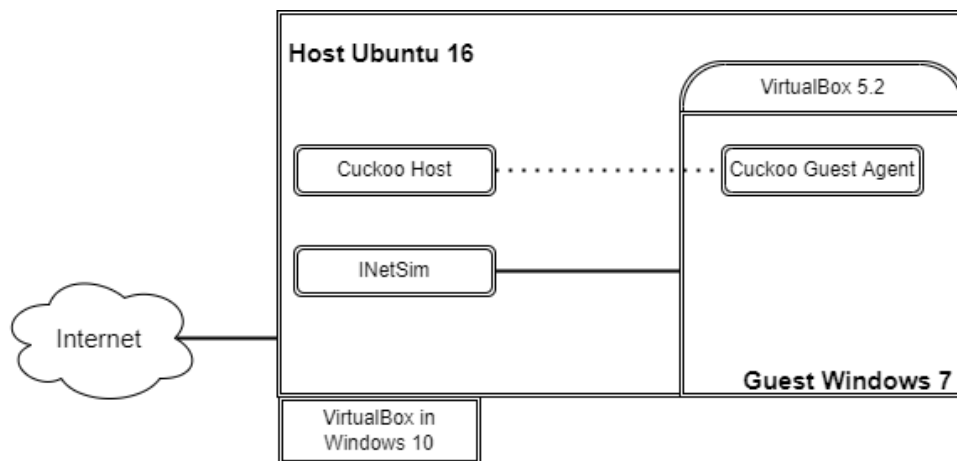 Host Ubuntu 16
VirtualBox 5.2
Cuckoo Host
Cuckoo Guest Agent
INetSim
Internet
Guest Windows 7
VirtualBox in
Windows 10